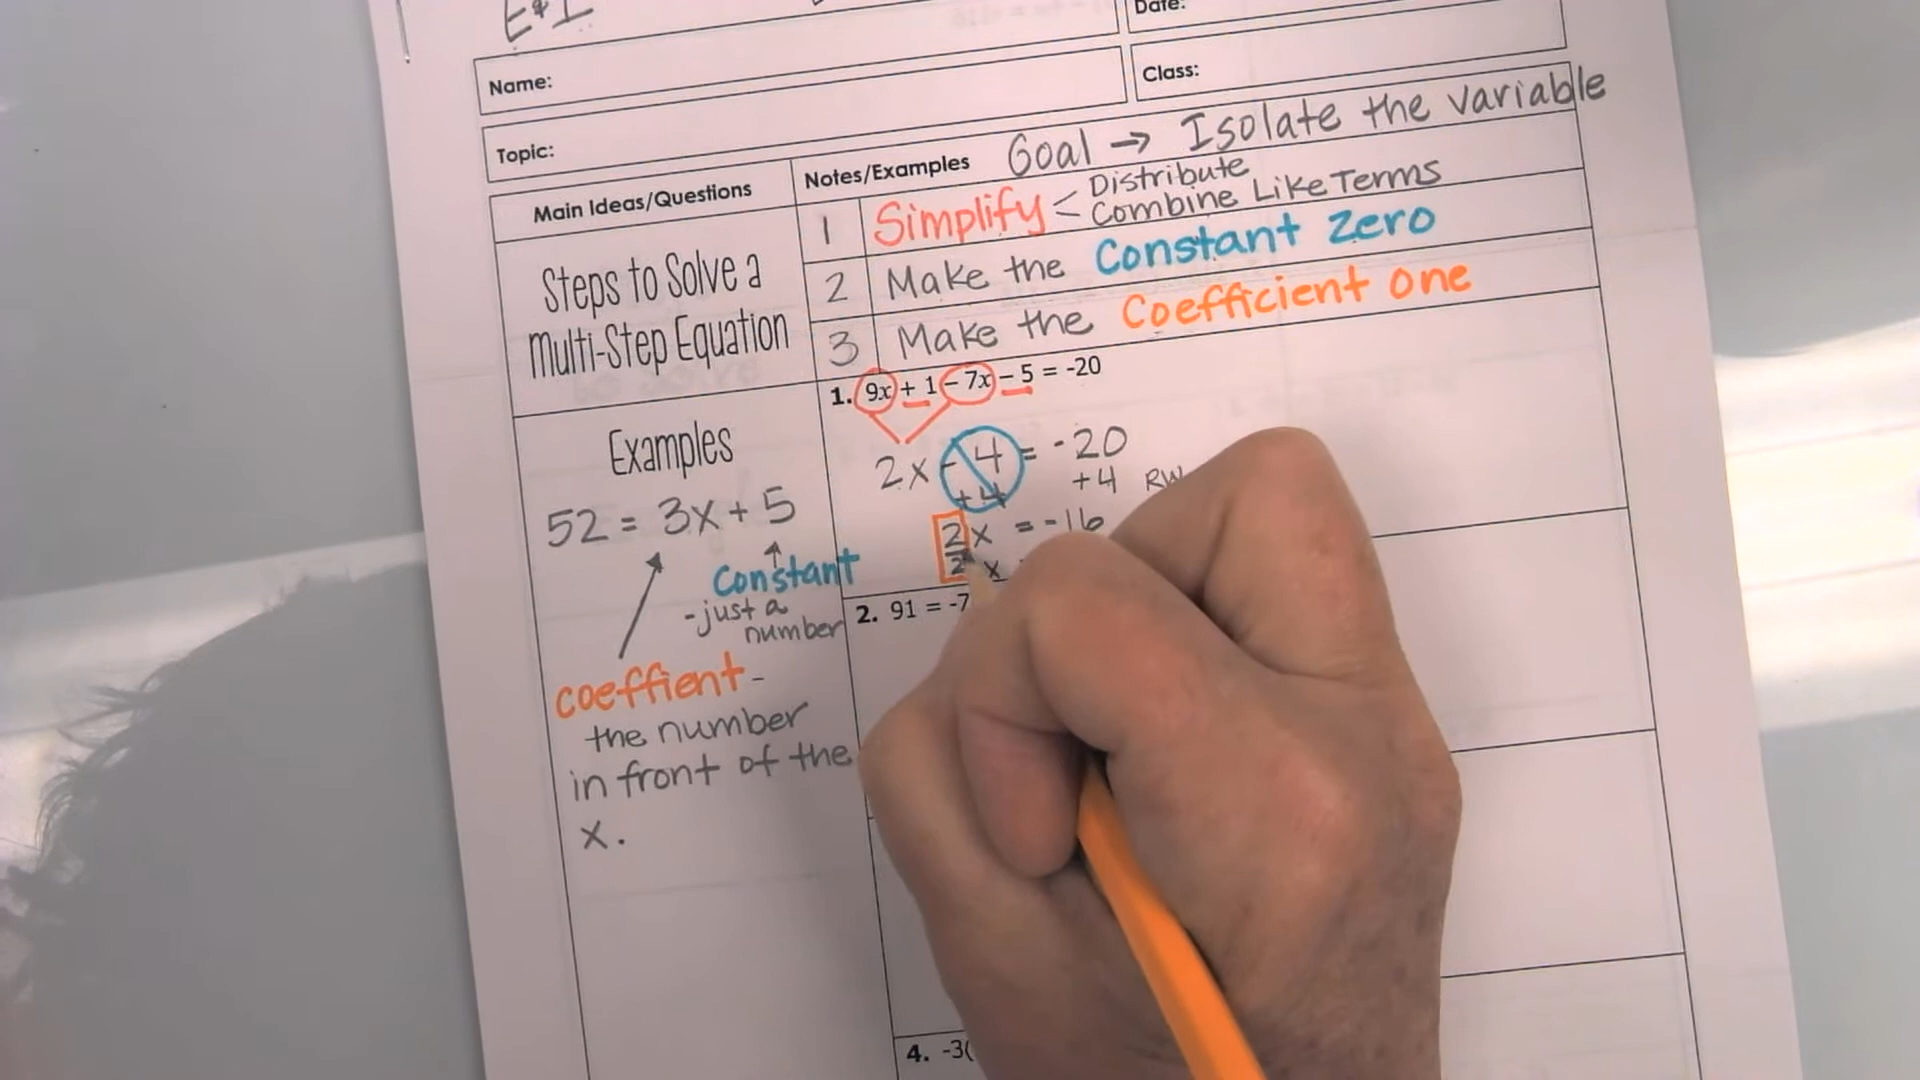 E&I
Date:
Name:
Class:
Topic:
Main Ideas/Questions
Notes/Examples
Goal → Isolate the variable
Steps to Solve a
Multi-Step Equation
1 Simplify < Distribute
Combine Like Terms
2 Make the Constant zero
3 Make the Coefficient one
Examples
52 = 3x + 5
Constant
- just a
number
coeffient -
the number
in front of the
x.
1. 9x + 1 - 7x - 5 = -20
2x - 4 = -20
+4 +4 RW
2x = -16
2 x
2. 91 = -7
4. -3(